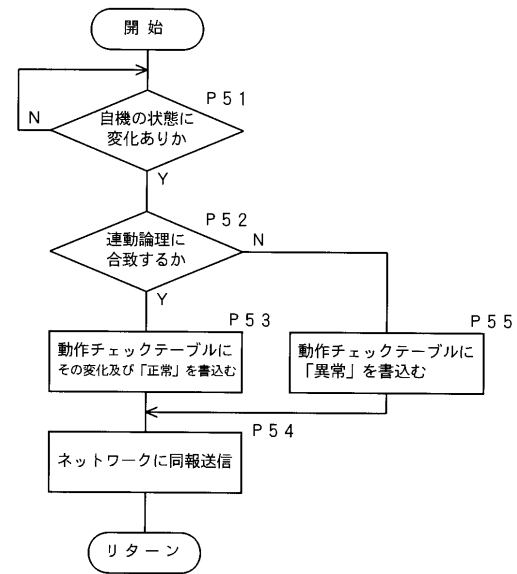 開始
P51
自機の状態に
変化ありか
N
Y
P52
連動論理に
合致するか
N
Y
P53
動作チェックテーブルに
その変化及び「正常」を書込む
P55
動作チェックテーブルに
「異常」を書込む
P54
ネットワークに同報送信
リターン